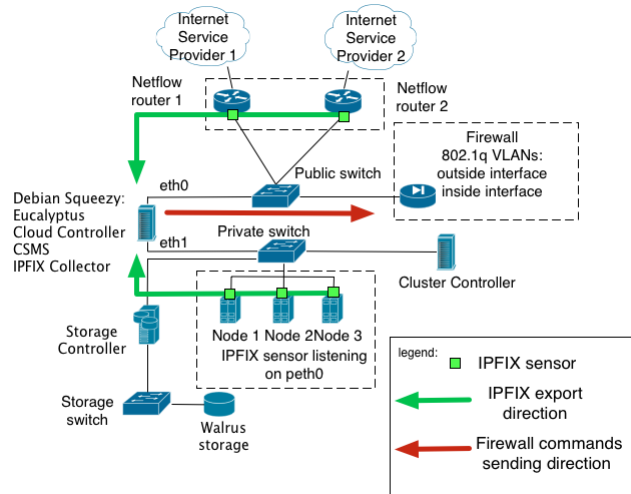 Internet
Service
Provider 1
Internet
Service
Provider 2
Netflow
router 1
Netflow
router 2
Firewall
802.1q VLANs:
outside interface
inside interface
Public switch
eth0
Debian Squeezy:
Eucalyptus
Cloud Controller
CSMS
IPFIX Collector
eth1
Private switch
Cluster Controller
Storage
Controller
Node 1 Node 2 Node 3
IPFIX sensor listening
on peth0
Storage
switch
Walrus
storage
legend:
IPFIX sensor
IPFIX export
direction
Firewall commands
sending direction